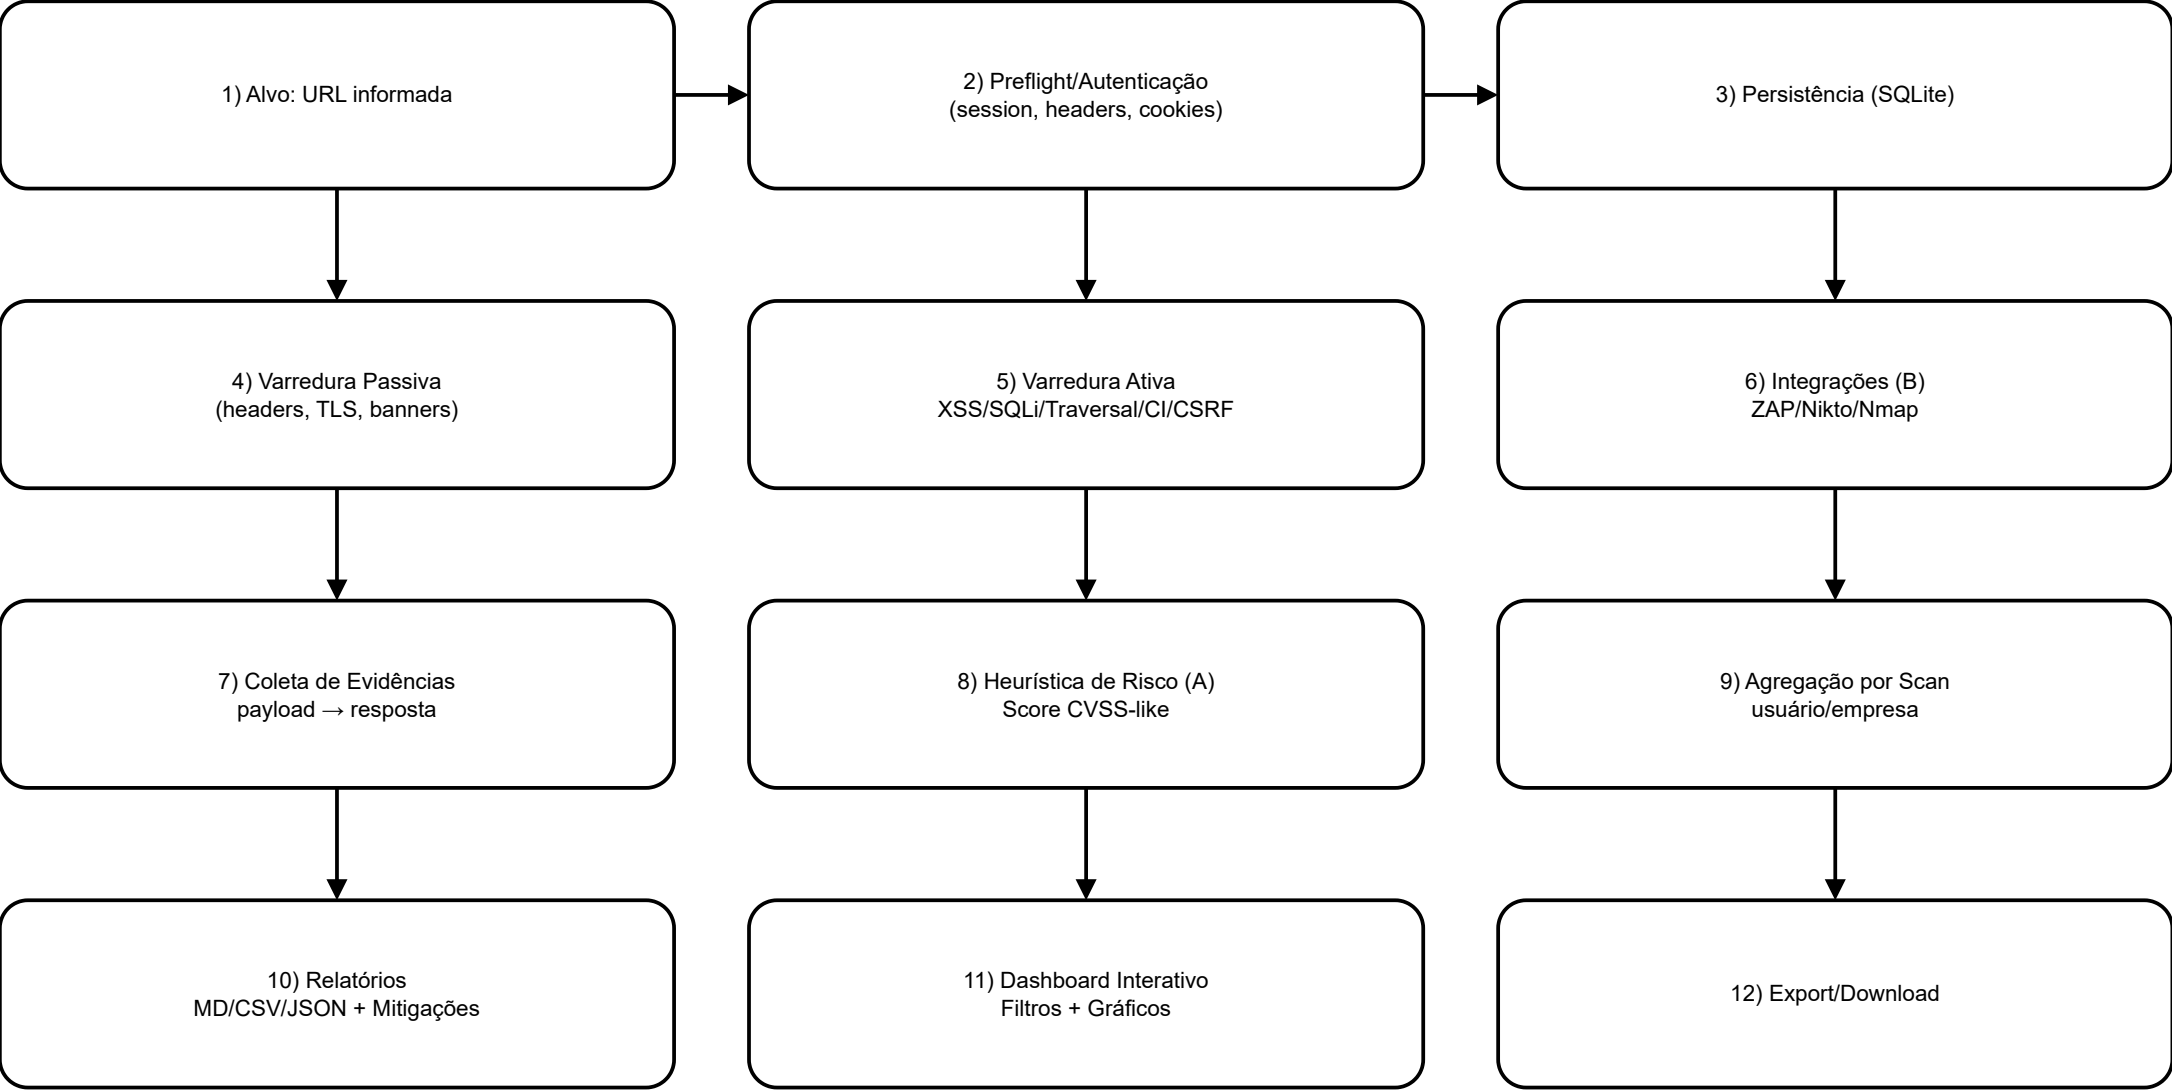 1) Alvo: URL informada
2) Preflight/Autenticação
(session, headers, cookies)
3) Persistência (SQLite)
4) Varredura Passiva
(headers, TLS, banners)
5) Varredura Ativa
XSS/SQLi/Traversal/CI/CSRF
6) Integrações (B)
ZAP/Nikto/Nmap
7) Coleta de Evidências
payload → resposta
8) Heurística de Risco (A)
Score CVSS-like
9) Agregação por Scan
usuário/empresa
10) Relatórios
MD/CSV/JSON + Mitigações
11) Dashboard Interativo
Filtros + Gráficos
12) Export/Download